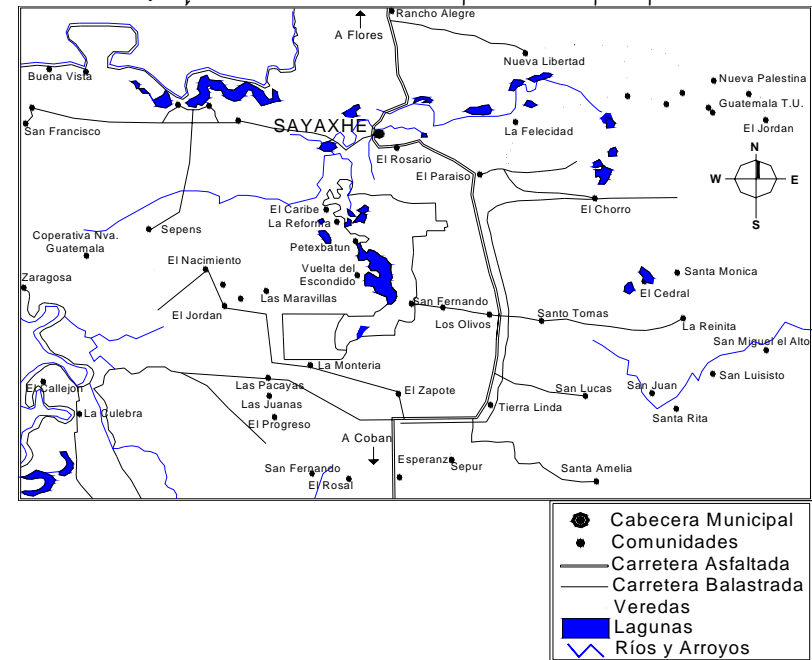 Rancho Alegre
A Flores
Nueva Libertad
Buena Vista
Nueva Palestina
Guatemala T.U.
San Francisco
SAYAXHE
La Felecidad
El Jordan
El Rosario
N
El Paraiso
W
E
El Caribe
El Chorro
S
La Reforma
Sepens
Coperativa Nva.
Guatemala
Petexbatun
El Nacimiento
Vuelta del
Escondido
Santa Monica
Zaragosa
El Cedral
Las Maravillas
San Fernando
El Jordan
Santo Tomas
Los Olivos
La Reinita
San Miguel el Alto
La Monteria
San Luisisto
El Callejon
Las Pacayas
El Zapote
San Lucas
San Juan
Las Juanas
Tierra Linda
La Culebra
El Progreso
Santa Rita
A Coban
San Fernando
Esperanza
Sepur
Santa Amelia
El Rosal
Cabecera Municipal
Comunidades
Carretera Asfaltada
Carretera Balastrada
Veredas
Lagunas
Ríos y Arroyos